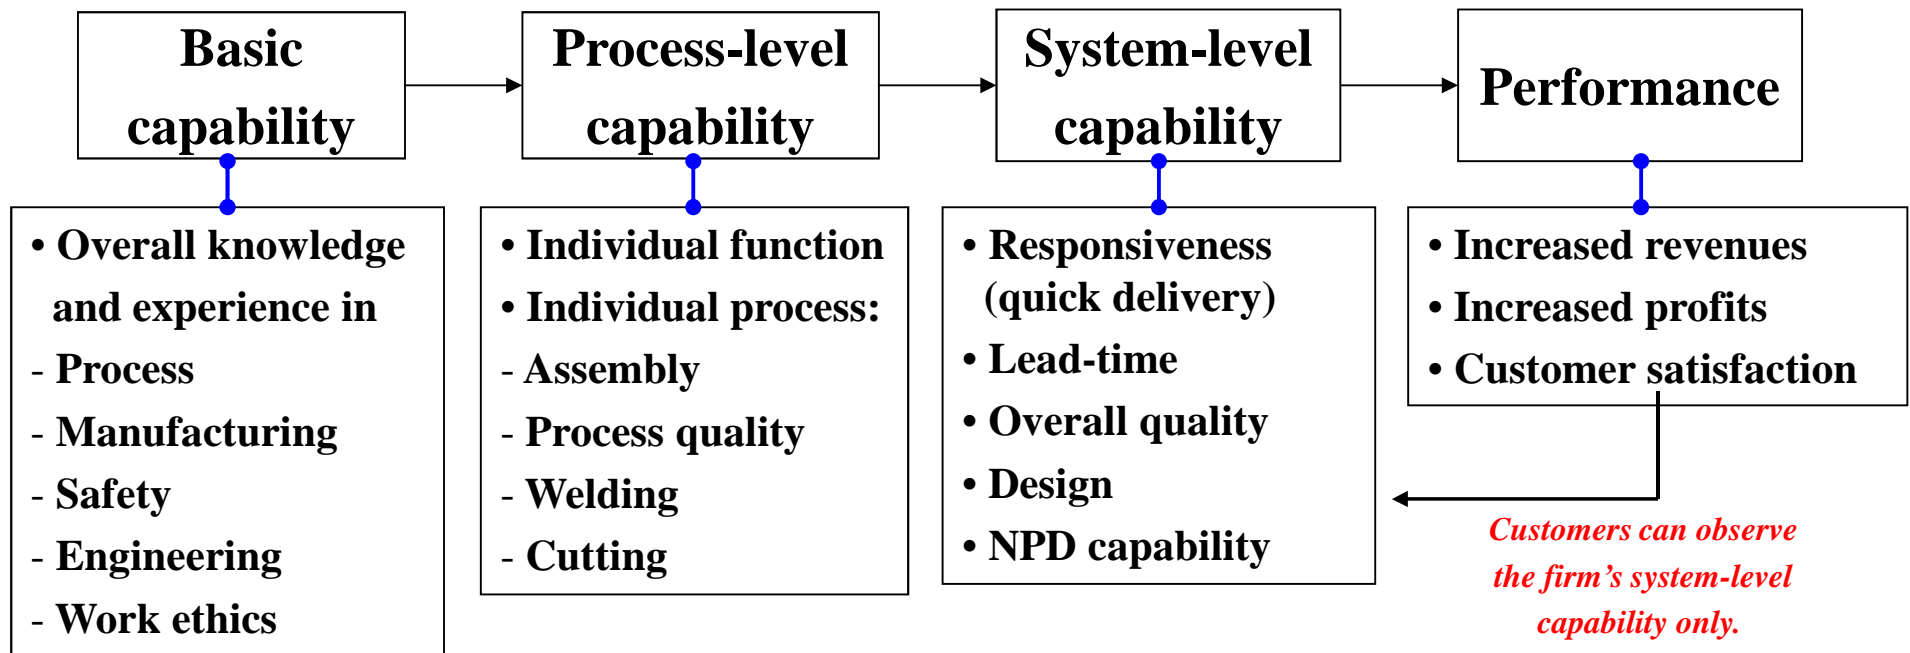 Basic
capability
Process-level
capability
System-level
capability
Performance
• Overall knowledge
and experience in
- Process
- Manufacturing
- Safety
- Engineering
- Work ethics
• Individual function
• Individual process:
- Assembly
- Process quality
- Welding
- Cutting
• Responsiveness
(quick delivery)
• Lead-time
• Overall quality
• Design
• NPD capability
• Increased revenues
• Increased profits
• Customer satisfaction
Customers can observe
the firm’s system-level
capability only.